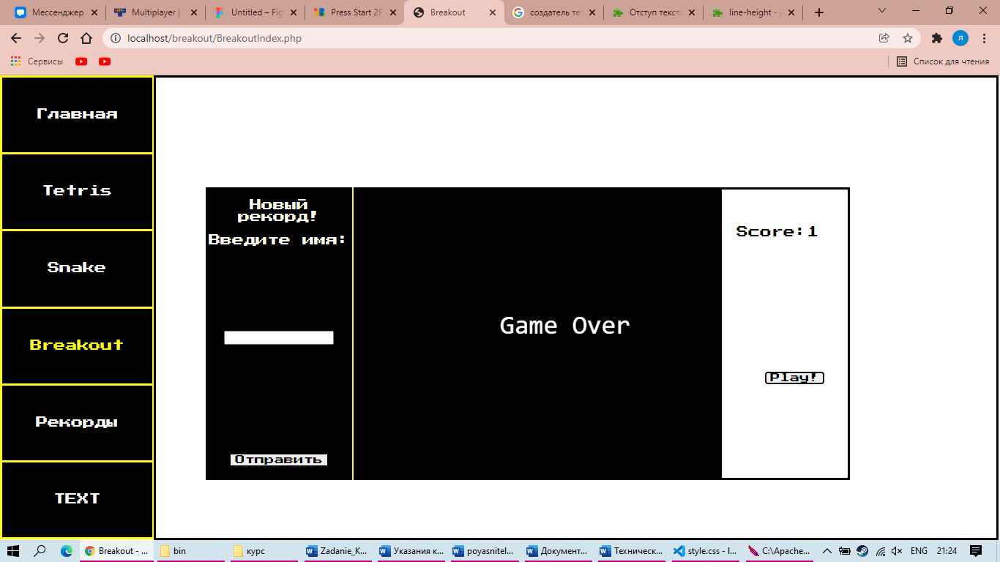 Мессенджер
Multiplayer |
Untitled – Fig
Press Start 2P
Breakout
создатель те
Отступ текста
line-height -
localhost/breakout/BreakoutIndex.php
Л
Сервисы
Список для чтения
Главная
Tetris
Snake
Breakout
Рекорды
TEXT
Новый
рекорд!
Введите имя:
Отправить
Game Over
Score:1
Play!
Breakout - ...
bin
курс
Zadanie_K...
Указания к...
poyasnitel...
Документ...
Техническ...
style.css - I...
C:\Apache...
ENG
21:24